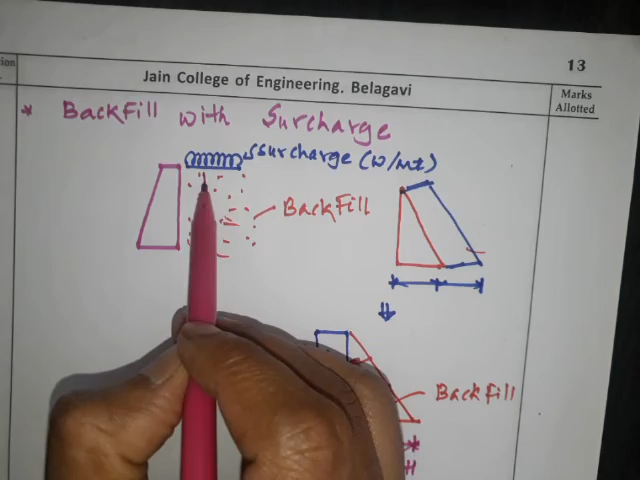 13
Jain College of Engineering. Belagavi
Marks
Allotted
* Backfill with Surcharge
Surcharge (W/mt)
Backfill
Backfill
H